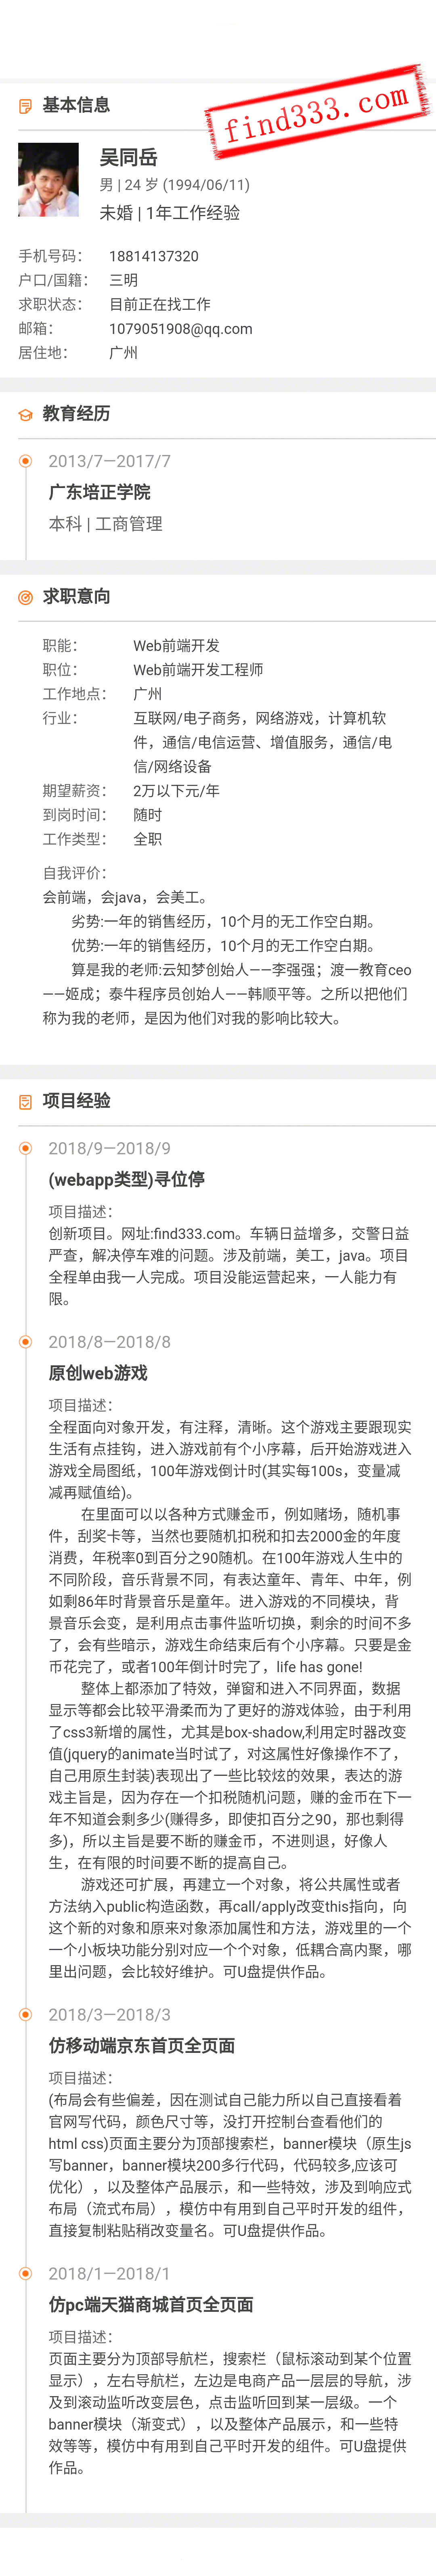 find333.com
基本信息
吴同岳
男 | 24 岁 (1994/06/11)
未婚 | 1年工作经验
手机号码： 18814137320
户口/国籍： 三明
求职状态： 目前正在找工作
邮箱： 1079051908@qq.com
居住地： 广州
教育经历
2013/7—2017/7
广东培正学院
本科 | 工商管理
求职意向
职能： Web前端开发
职位： Web前端开发工程师
工作地点： 广州
行业： 互联网/电子商务，网络游戏，计算机软
件，通信/电信运营、增值服务，通信/电
信/网络设备
期望薪资： 2万以下元/年
到岗时间： 随时
工作类型： 全职
自我评价：
会前端，会java，会美工。
劣势:一年的销售经历，10个月的无工作空白期。
优势:一年的销售经历，10个月的无工作空白期。
算是我的老师:云知梦创始人——李强强；渡一教育ceo
——姬成；泰牛程序员创始人——韩顺平等。之所以把他们
称为我的老师，是因为他们对我的影响比较大。
项目经验
2018/9—2018/9
(webapp类型)寻位停
项目描述：
创新项目。网址:find333.com。车辆日益增多，交警日益
严查，解决停车难的问题。涉及前端，美工，java。项目
全程单由我一人完成。项目没能运营起来，一人能力有
限。
2018/8—2018/8
原创web游戏
项目描述：
全程面向对象开发，有注释，清晰。这个游戏主要跟现实
生活有点挂钩，进入游戏前有个小序幕，后开始游戏进入
游戏全局图纸，100年游戏倒计时(其实每100s，变量减
减再赋值给)。
在里面可以以各种方式赚金币，例如赌场，随机事
件，刮奖卡等，当然也要随机扣税和扣去2000金的年度
消费，年税率0到百分之90随机。在100年游戏人生中的
不同阶段，音乐背景不同，有表达童年、青年、中年，例
如剩86年时背景音乐是童年。进入游戏的不同模块，背
景音乐会变，是利用点击事件监听切换，剩余的时间不多
了，会有些暗示，游戏生命结束后有个小序幕。只要是金
币花完了，或者100年倒计时完了，life has gone!
整体上都添加了特效，弹窗和进入不同界面，数据
显示等都会比较平滑柔而为了更好的游戏体验，由于利用
了css3新增的属性，尤其是box-shadow,利用定时器改变
值(jquery的animate当时试了，对这属性好像操作不了，
自己用原生封装)表现出了一些比较炫的效果，表达的游
戏主旨是，因为存在一个扣税随机问题，赚的金币在下一
年不知道会剩多少(赚得多，即使扣百分之90，那也剩得
多)，所以主旨是要不断的赚金币，不进则退，好像人
生，在有限的时间要不断的提高自己。
游戏还可扩展，再建立一个对象，将公共属性或者
方法纳入public构造函数，再call/apply改变this指向，向
这个新的对象和原来对象添加属性和方法，游戏里的一个
一个小板块功能分别对应一个个对象，低耦合高内聚，哪
里出问题，会比较好维护。可U盘提供作品。
2018/3—2018/3
仿移动端京东首页全页面
项目描述：
(布局会有些偏差，因在测试自己能力所以自己直接看着
官网写代码，颜色尺寸等，没打开控制台查看他们的
html css)页面主要分为顶部搜索栏，banner模块（原生js
写banner，banner模块200多行代码，代码较多,应该可
优化），以及整体产品展示，和一些特效，涉及到响应式
布局（流式布局），模仿中有用到自己平时开发的组件，
直接复制粘贴稍改变量名。可U盘提供作品。
2018/1—2018/1
仿pc端天猫商城首页全页面
项目描述：
页面主要分为顶部导航栏，搜索栏（鼠标滚动到某个位置
显示），左右导航栏，左边是电商产品一层层的导航，涉
及到滚动监听改变层色，点击监听回到某一层级。一个
banner模块（渐变式），以及整体产品展示，和一些特
效等等，模仿中有用到自己平时开发的组件。可U盘提供
作品。